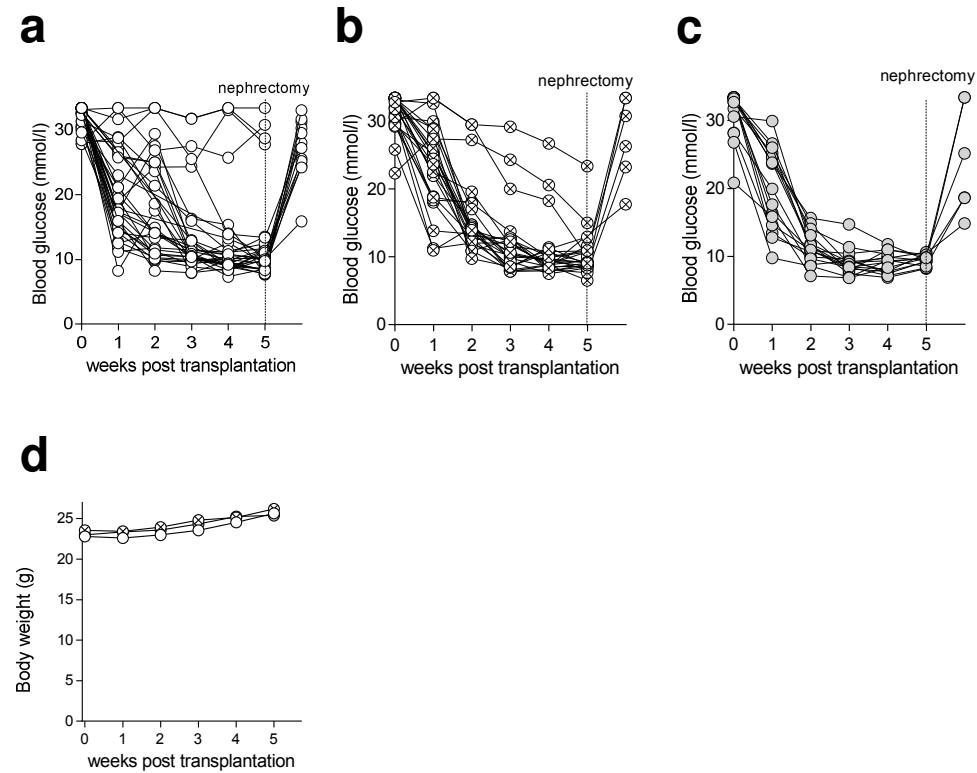 a
nephrectomy
Blood glucose (mmol/l)
30
20
10
0
0 1 2 3 4 5
weeks post transplantation
b
nephrectomy
Blood glucose (mmol/l)
30
20
10
0
0 1 2 3 4 5
weeks post transplantation
c
nephrectomy
Blood glucose (mmol/l)
30
20
10
0
0 1 2 3 4 5
weeks post transplantation
d
Body weight (g)
25
20
15
10
5
0
0 1 2 3 4 5
weeks post transplantation